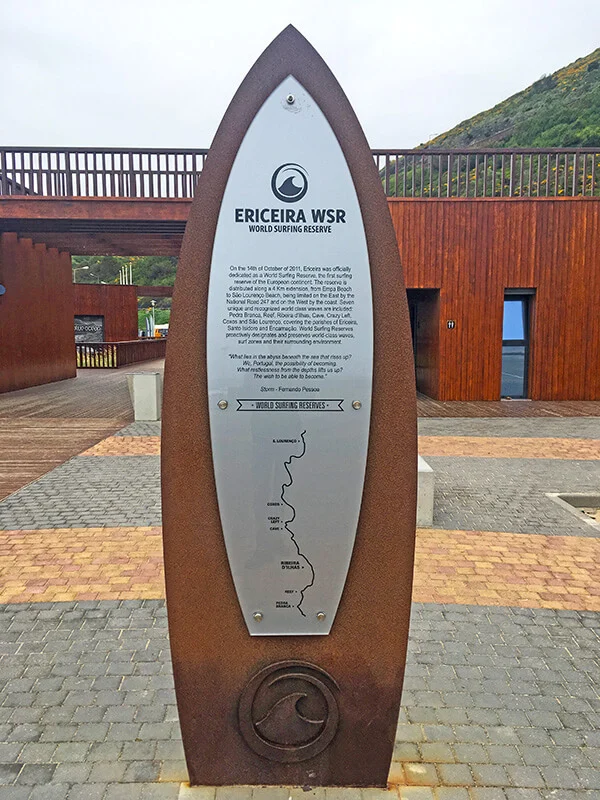 ERICEIRA WSR
WORLD SURFING RESERVE
On the 14th of October of 2011, Ericeira was officially
dedicated as a World Surfing Reserve, the first surfing
reserve of the European continent. The reserve is
distributed along a 4 Km extension, from Empa Beach
to São Lourenço Beach, being limited on the East by the
National Road 247 and on the West by the coast. Seven
unique and recognized world class waves are included:
Pedra Branca, Reef, Ribeira d'Ilhas, Cave, Crazy Left,
Coxos and São Lourenço, covering the parishes of Ericeira,
Santo Isidoro and Encarnação. World Surfing Reserves
proactively designates and preserves world-class waves,
surf zones and their surrounding environment.
"What lies in the abyss beneath the sea that rises up?
We, Portugal, the possibility of becoming.
What restlessness from the depths lifts us up?
The wish to be able to become."
Storm - Fernando Pessoa
• WORLD SURFING RESERVES •
S. LOURENÇO
COXOS
CRAZY
LEFT
CAVE
RIBEIRA
D'ILHAS
REEF
PEDRA
BRANCA